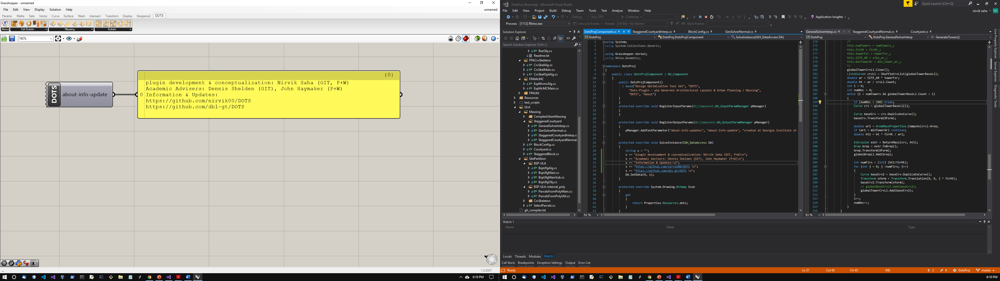 Grasshopper - unnamed
File Edit View Display Solution Help
unnamed
Params Maths Sets Vector Curve Surface Mesh Intersect Transform Display Kangaroo2 DOTS
About Ctrl Subdiv Massing Subdiv
192%
DOTS
about-info-update
{0}
plugin development & conceptualization: Nirvik Saha (GIT, P+W)
Academic Advisers: Dennis Shelden (GIT), John Haymaker (P+W)
0 Information & Updates:
https://github.com/nirvik00/DOTS
https://github.com/dbl-gt/DOTS
...
1.0.0007
6:18 PM
DotsProj (Running) - Microsoft Visual Studio
Quick Launch (Ctrl+Q)
File Edit View Project Build Debug Team Tools Test Analyze Window Help
nirvik saha NS
Debug Any CPU Continue Application Insights
Process: [1112] Rhino.exe Lifecycle Events Thread: [16164] <No Name> Stack Frame:
Solution Explorer
Search Solution Explorer (Ctrl+;)
ResObj.cs
Readme.txt
FPACrvSkeleton
CrvSkelAlg.cs
CrvSkelMain.cs
CrvSkelOptAlg.cs
FPAMcMC
ExpMcmcAlg.cs
ExpMcMCMain.cs
FPAUtil
Resources
test_scripts
ULA
Massing
ComplexUrbanMassing
StaggeredCourtyard
GeneralSolverInterp.cs
GenSolverNormal.cs
StaggeredCourtyardInterp.cs
StaggeredCourtyardNormal.
BlockConfig.cs
Courtyard.cs
StaggeredBlock.cs
SitePartition
BSP-ULA
BspUfgAlg.cs
BspUfgMain.cs
BspUfgMainSub.cs
BspUfgObj.cs
BSP-ULA-internal_poly
ParcelsFromPolyMain.cs
ParcelsFromPolyUtil.cs
CrvSkeleton
SelectParcels.cs
gh_compiler.txt
DotsProjComponent.cs StaggeredCourtyardInterp.cs BlockConfig.cs GenSolverNormal.cs
DotsProj DotsProj.DotsProjComponent SolveInstance(IGH_DataAccess DA)
1 using System;
2 using System.Collections.Generic;
3
4 using Grasshopper.Kernel;
5 using Rhino.Geometry;
6
7 namespace DotsProj
8 {
9 public class DotsProjComponent : GH_Component
10 {
11 public DotsProjComponent()
12 : base("Design Optimization Tool Set", "DOTS",
13 "Dots-Plugin : wip Generate Architectural Layouts & Urban Planning / Massing",
14 "DOTS", "About")
15 {
16 }
17 protected override void RegisterInputParams(GH_Component.GH_InputParamManager pManager)
18 {
19 }
20
21 protected override void RegisterOutputParams(GH_Component.GH_OutputParamManager pManager)
22 {
23 pManager.AddTextParameter("about-info-updates", "about-info-update", "created at Georgia Institute of
24 }
25
26 protected override void SolveInstance(IGH_DataAccess DA)
27 {
28 string s = "";
29 s += "plugin development & conceptualization: Nirvik Saha (GIT, P+W)\n";
30 s += "Academic Advisers: Dennis Shelden (GIT), John Haymaker (P+W)\n";
31 s += "Information & Updates:\n";
32 s += "https://github.com/nirvik00/DOTS \n";
33 s += "https://github.com/dbl-gt/DOTS \n";
34 DA.SetData(0, s);
35 }
36
37 protected override System.Drawing.Bitmap Icon
38 {
39 get
40 {
41 return Properties.Resources.dots;
42 }
43 }
91 %
GeneralSolverInterp.cs StaggeredCourtyardNormal.cs Courtyard.cs
DotsProj DotsProj.GeneralSolverInterp GenerateTowers()
174 /*
175 this.numTowers = numTowers_;
176 this.flrHt = flrHt_;
177 this.towerFsr = towerFsr_;
178 this.SITE_AR = site_ar_;
179 this.minTowerAr = min_tower_ar_;
180 */
181 globalTowerCrvLi.Clear();
182 List<Curve> crvLi = ShuffleCrvList(globalTowerBaseLi);
183 double ar = SITE_AR * towerFsr;
184 double ht = ar / crvLi.Count;
185 int i = 0;
186 int numRec = 0;
187 while (i < numTowers && globalTowerBaseLi.Count > i)
188 {
189 if (numRec > 100) break;
190 Curve crv = globalTowerBaseLi[i];
191
192 Curve baseCrv = crv.DuplicateCurve();
193 baseCrv.Transform(XForm);
194
195 double ar1 = AreaMassProperties.Compute(crv).Area;
196 if (ar1 < minTowerAr) continue;
197 double ht1 = ht * flrHt / ar1;
198
199 Extrusion extr = ReturnMass(crv, ht1);
200 Brep brep = extr.ToBrep();
201 brep.Transform(XForm);
202 globalBrepLi.Add(brep);
203
204 int numFlrs = (int) (ht1/flrHt);
205 for (int j = 0; j <numFlrs; j++)
206 {
207 Curve baseCrv2 = baseCrv.DuplicateCurve();
208 Transform xform = Transform.Translation(0, 0, j * flrHt);
209 baseCrv2.Transform(xform);
210 // globalBaseCrvLi.Add(baseCrv2);
211 globalTowerCrvLi.Add(baseCrv2);
212 }
213 i++;
214 numRec++;
215 }
216 }
91 %
Live Property Explorer Server Explorer Diagnostic Tools
Watch 1
Name Value Type
Locals Threads Modules Watch 1
Call Stack Breakpoints Exception Settings Output Error List
Ready Ln 31 Col 43 Ch 43 INS 2 6 DotsProj master
6:18 PM